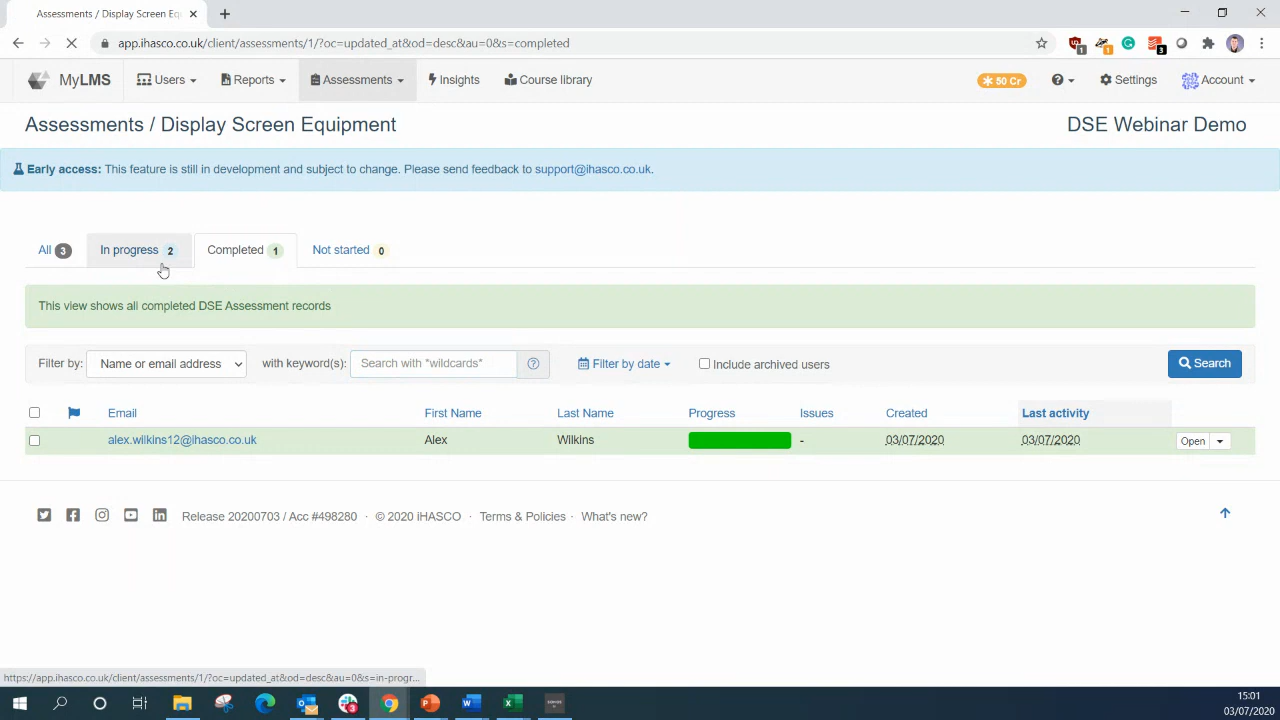 Assessments / Display Screen Eq
app.ihasco.co.uk/client/assessments/1/?oc=updated_at&od=desc&au=0&s=completed
1 1 3
MyLMS Users Reports Assessments Insights Course library 50 Cr ? Settings Account
Assessments / Display Screen Equipment DSE Webinar Demo
Early access: This feature is still in development and subject to change. Please send feedback to support@ihasco.co.uk.
All 3 In progress 2 Completed 1 Not started 0
This view shows all completed DSE Assessment records
Filter by: Name or email address with keyword(s): Search with "wildcards" ? Filter by date Include archived users Search
Email First Name Last Name Progress Issues Created Last activity
alex.wilkins12@ihasco.co.uk Alex Wilkins - 03/07/2020 03/07/2020 Open
Release 20200703 / Acc #498280 · © 2020 iHASCO · Terms & Policies · What's new?
https://app.ihasco.co.uk/client/assessments/1/?oc=updated_at&od=desc&au=0&s=in-progr...
15:01
03/07/2020